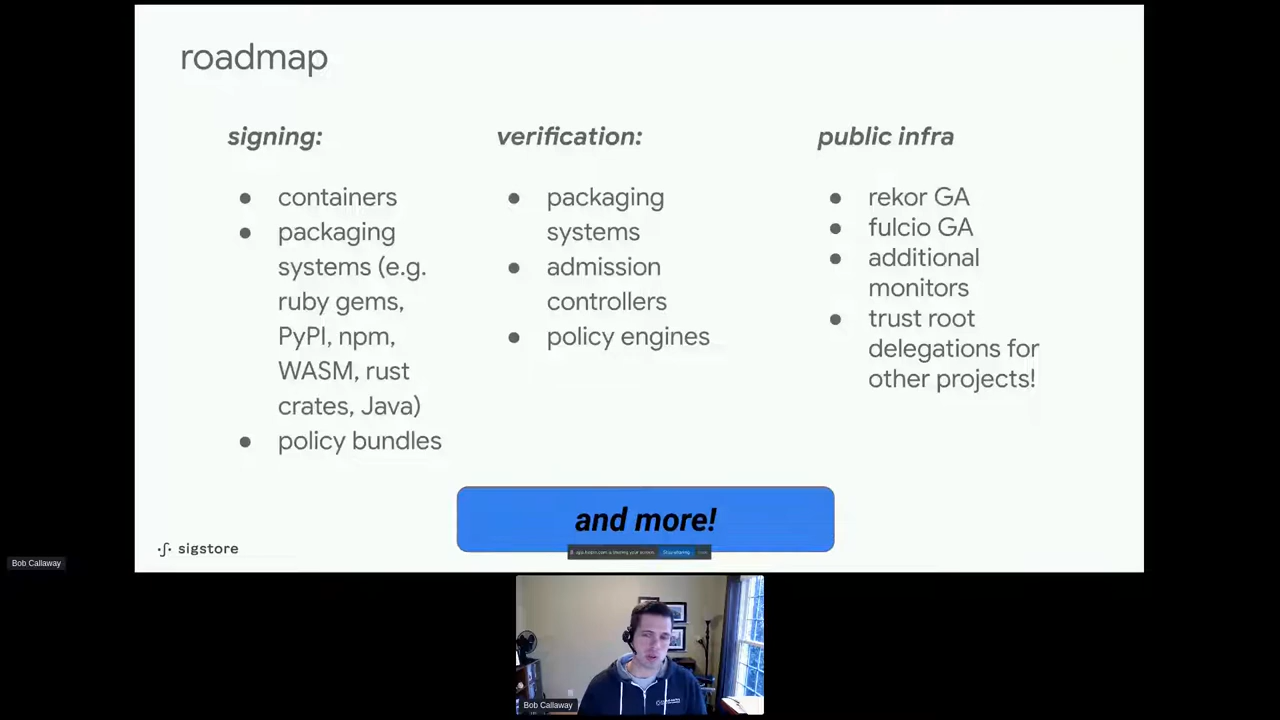 roadmap
signing:
● containers
● packaging
systems (e.g.
ruby gems,
PyPI, npm,
WASM, rust
crates, Java)
● policy bundles
verification:
● packaging
systems
● admission
controllers
● policy engines
public infra
● rekor GA
● fulcio GA
● additional
monitors
● trust root
delegations for
other projects!
and more!
sigstore
Stop sharing
Bob Callaway
Bob Callaway